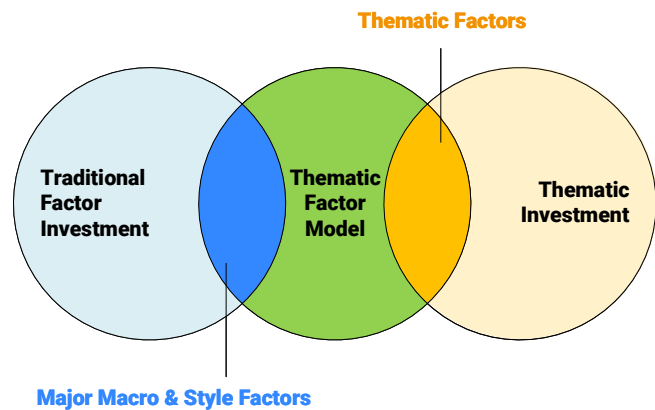 Thematic Factors
Traditional
Factor
Investment
Thematic
Factor
Model
Thematic
Investment
Major Macro & Style Factors